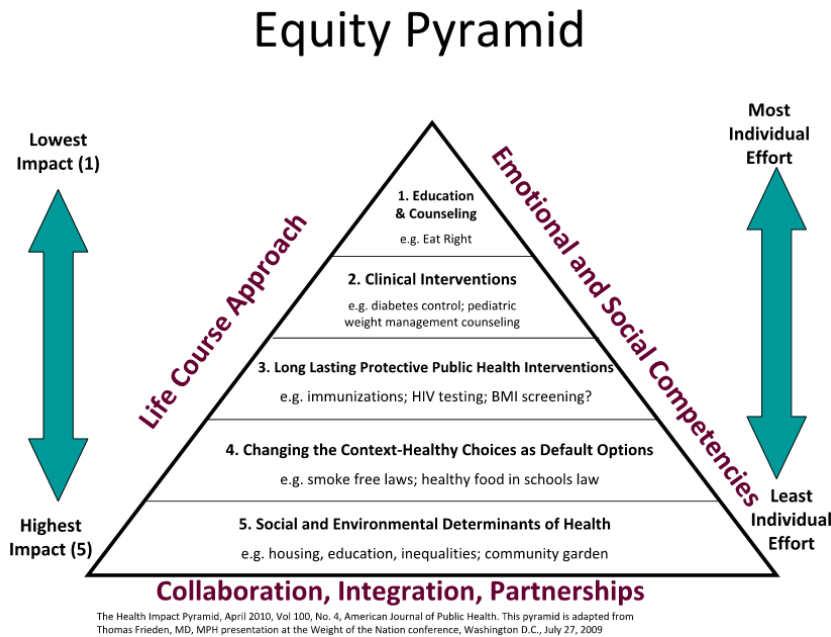 Equity Pyramid
Lowest
Impact (1)
Highest
Impact (5)
Life Course Approach
1. Education
& Counseling
e.g. Eat Right
2. Clinical Interventions
e.g. diabetes control; pediatric
weight management counseling
3. Long Lasting Protective Public Health Interventions
e.g. immunizations; HIV testing; BMI screening?
4. Changing the Context-Healthy Choices as Default Options
e.g. smoke free laws; healthy food in schools law
5. Social and Environmental Determinants of Health
e.g. housing, education, inequalities; community garden
Emotional and Social Competencies
Most
Individual
Effort
Least
Individual
Effort
Collaboration, Integration, Partnerships
The Health Impact Pyramid, April 2010, Vol 100, No. 4, American Journal of Public Health. This pyramid is adapted from
Thomas Frieden, MD, MPH presentation at the Weight of the Nation conference, Washington D.C., July 27, 2009